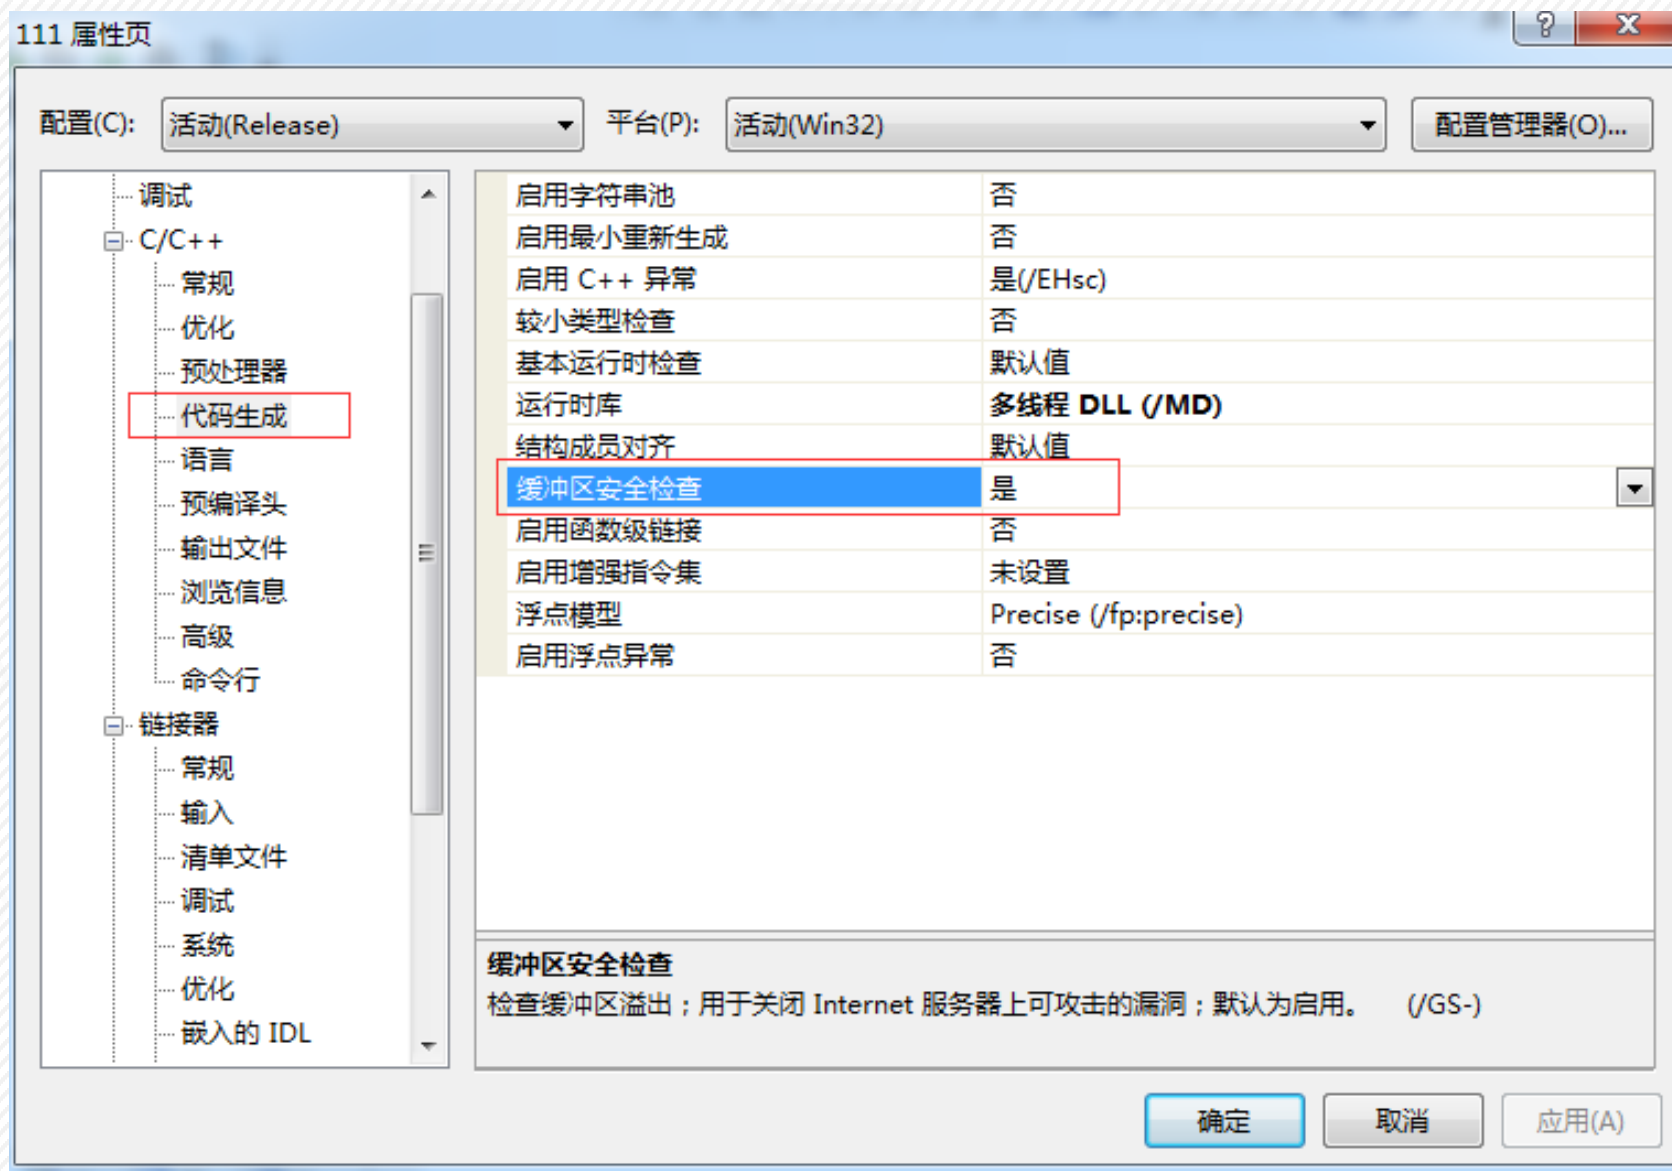 111 属性页
配置(C): 活动(Release) 平台(P): 活动(Win32) 配置管理器(O)...
调试
C/C++
常规
优化
预处理器
代码生成
语言
预编译头
输出文件
浏览信息
高级
命令行
链接器
常规
输入
清单文件
调试
系统
优化
嵌入的 IDL
启用字符串池 否
启用最小重新生成 否
启用 C++ 异常 是(/EHsc)
较小类型检查 否
基本运行时检查 默认值
运行时库 多线程 DLL (/MD)
结构成员对齐 默认值
缓冲区安全检查 是
启用函数级链接 否
启用增强指令集 未设置
浮点模型 Precise (/fp:precise)
启用浮点异常 否
缓冲区安全检查
检查缓冲区溢出；用于关闭 Internet 服务器上可攻击的漏洞；默认为启用。 (/GS-)
确定 取消 应用(A)